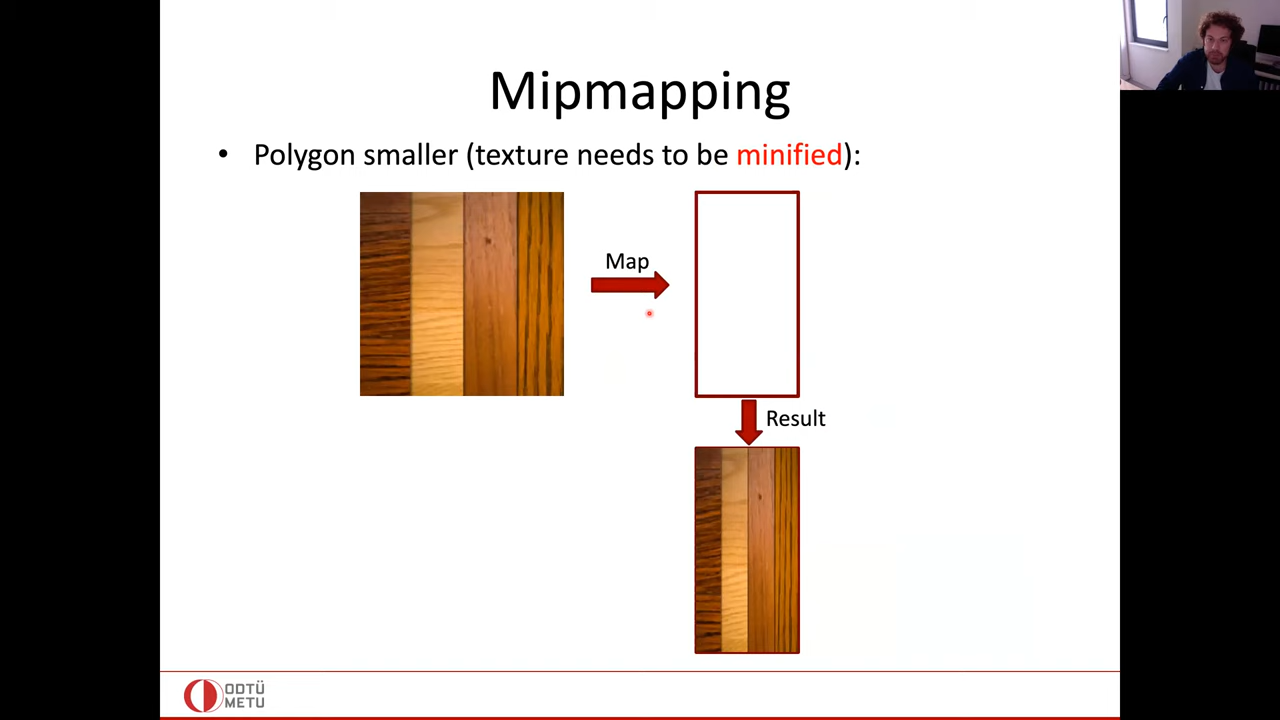 Mipmapping
• Polygon smaller (texture needs to be minified):
Map
Result
ODTÜ
METU